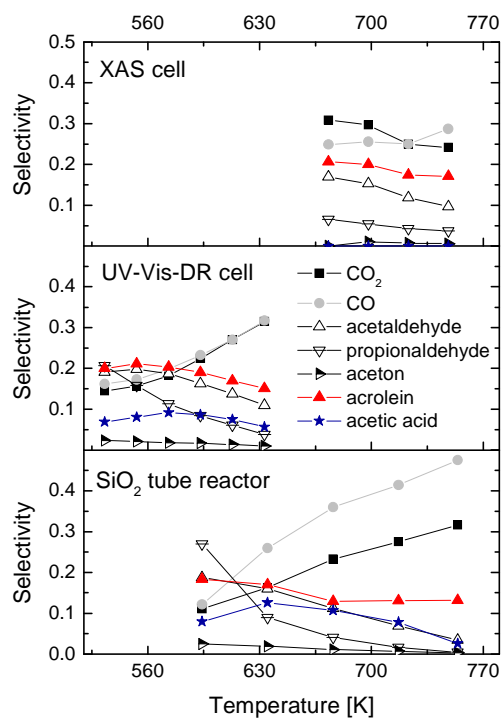 560 630 700 770
0.5
0.4
0.3
0.2
0.1
Selectivity
XAS cell
0.4
0.3
0.2
0.1
Selectivity
UV-Vis-DR cell
CO2
CO
acetaldehyde
propionaldehyde
aceton
acrolein
acetic acid
0.4
0.3
0.2
0.1
0.0
Selectivity
SiO2 tube reactor
560 630 700 770
Temperature [K]